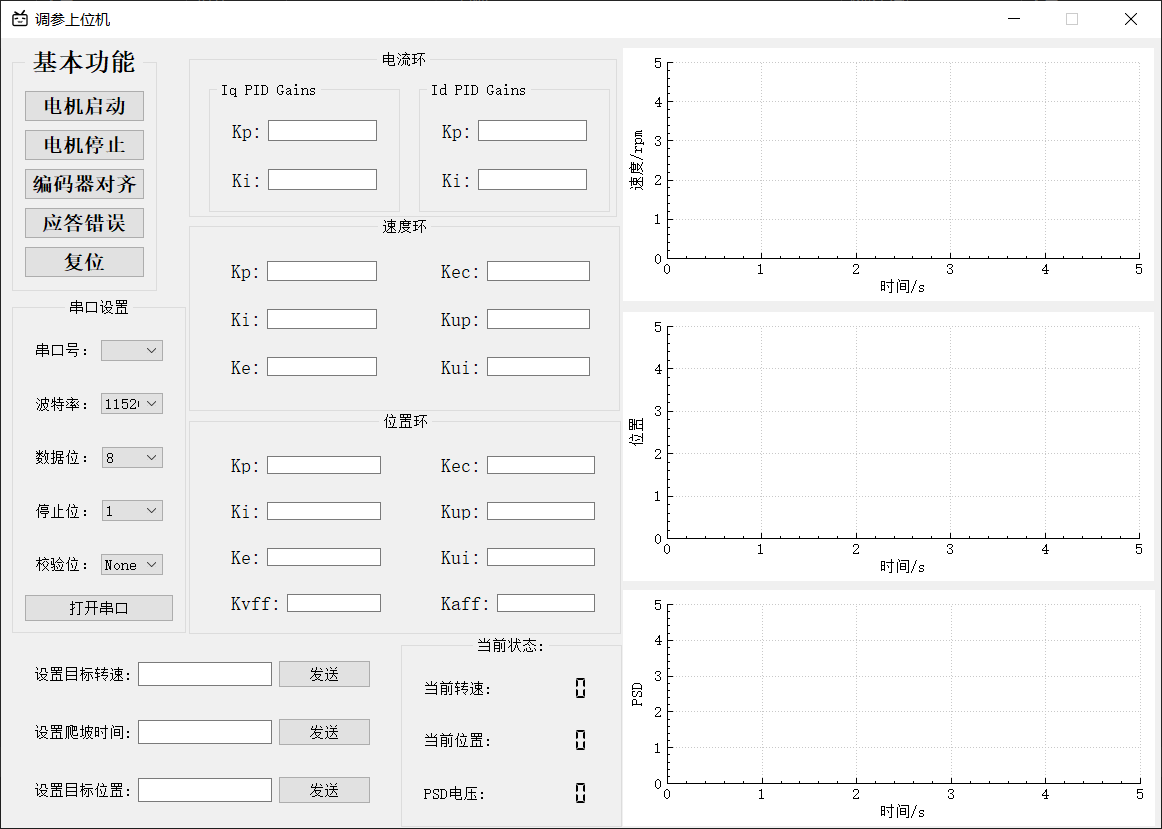 调参上位机
基本功能
电机启动
电机停止
编码器对齐
应答错误
复位
串口设置
串口号:
波特率: 1152
数据位: 8
停止位: 1
校验位: None
打开串口
电流环
Iq PID Gains
Kp:
Ki:
Id PID Gains
Kp:
Ki:
速度环
Kp: Kec:
Ki: Kup:
Ke: Kui:
位置环
Kp: Kec:
Ki: Kup:
Ke: Kui:
Kvff: Kaff:
设置目标转速: 发送
设置爬坡时间: 发送
设置目标位置: 发送
当前状态:
当前转速: 0
当前位置: 0
PSD电压: 0
速度/rpm
5
4
3
2
1
0
0 1 2 3 4 5
时间/s
位置
5
4
3
2
1
0
0 1 2 3 4 5
时间/s
PSD
5
4
3
2
1
0
0 1 2 3 4 5
时间/s